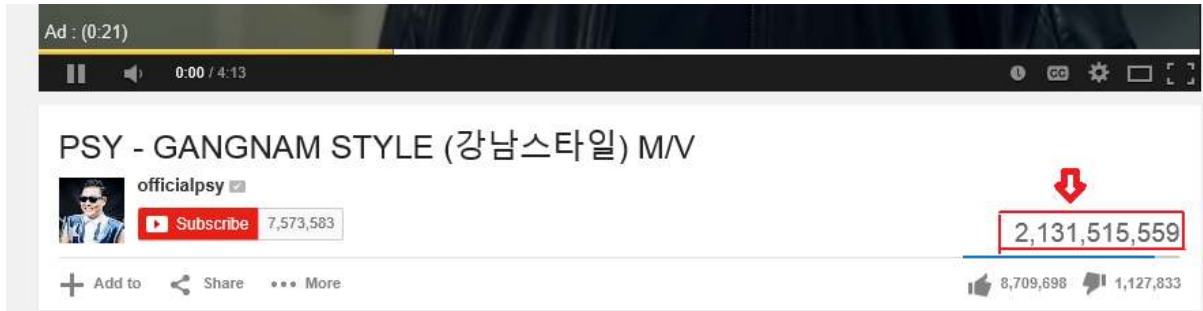 Ad : (0:21)
0:00 / 4:13
CC
PSY - GANGNAM STYLE (강남스타일) M/V
officialpsy
Subscribe 7,573,583
2,131,515,559
Add to Share More
8,709,698 1,127,833